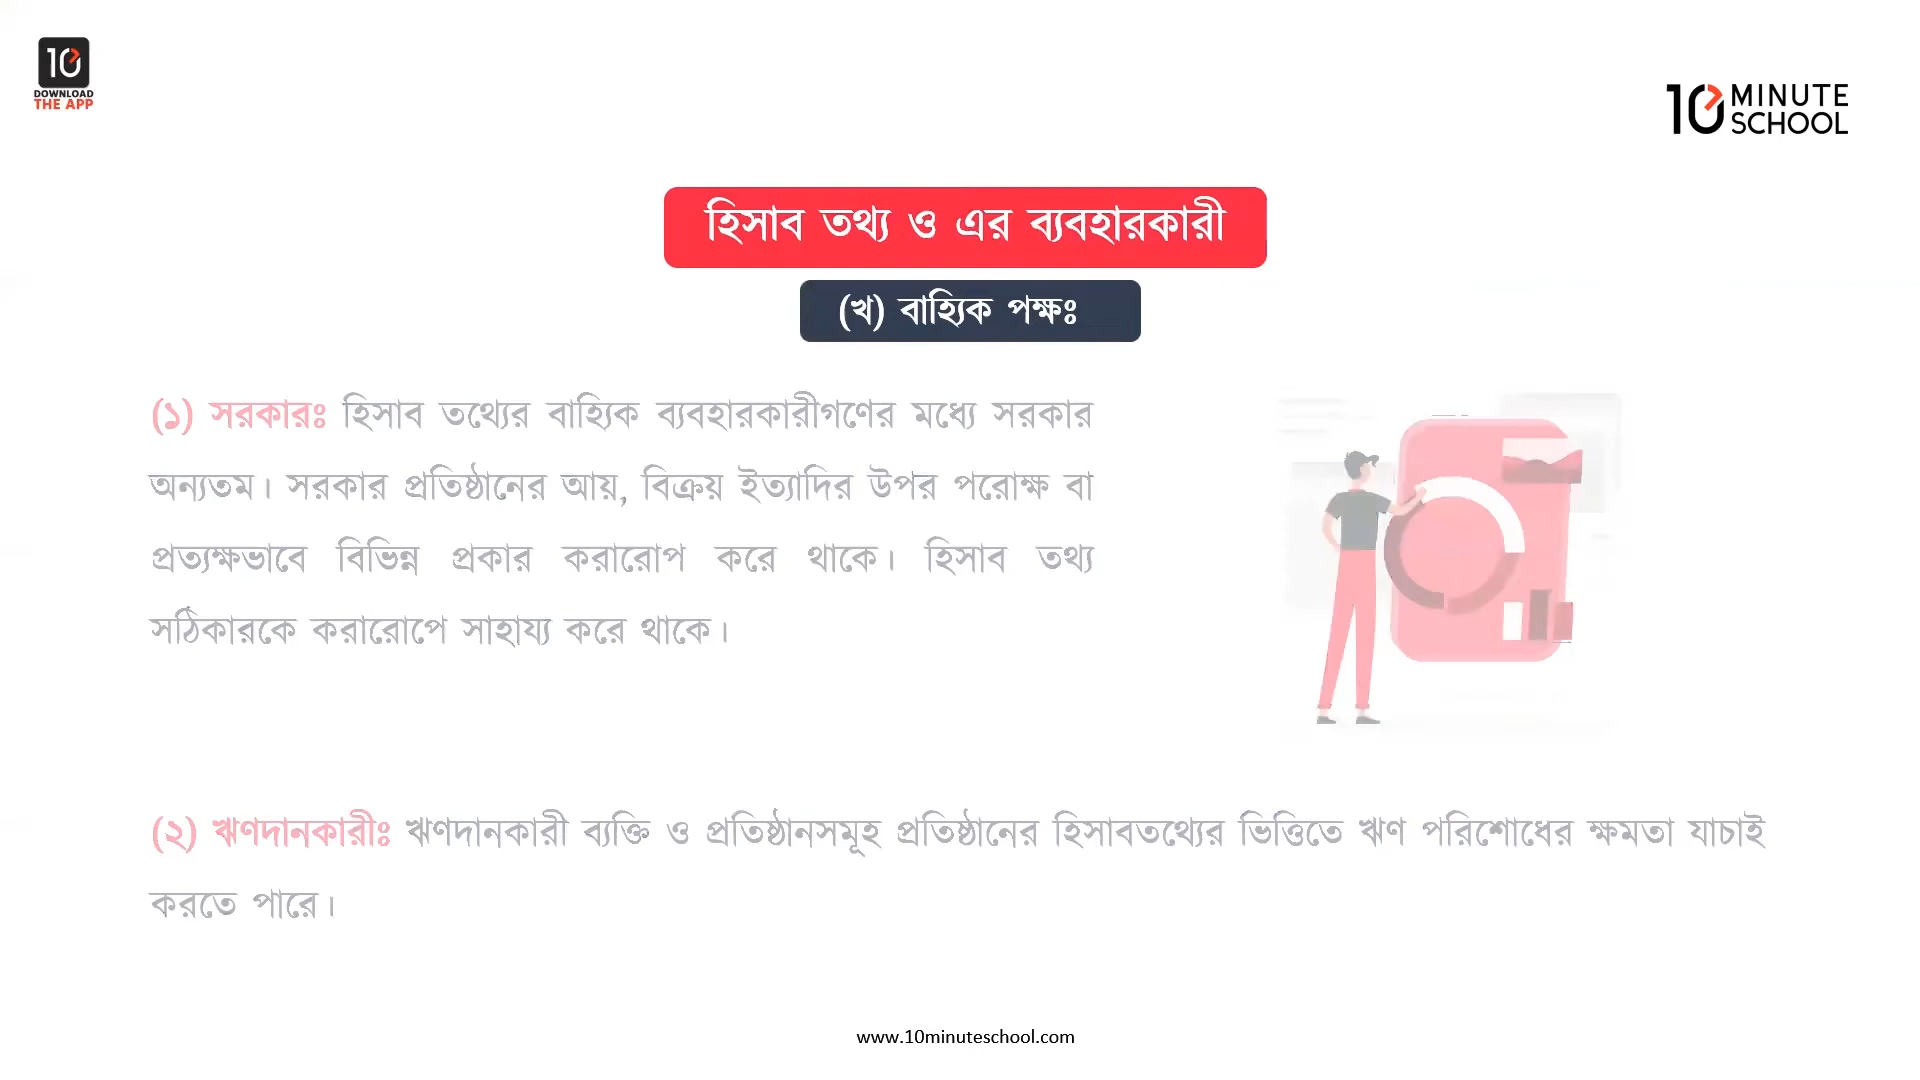 10
DOWNLOAD
THE APP
10 MINUTE
SCHOOL
হিসাব তথ্য ও এর ব্যবহারকারী
(খ) বাহ্যিক পক্ষঃ
(১) সরকারঃ হিসাব তথ্যের বাহ্যিক ব্যবহারকারীগণের মধ্যে সরকার
অন্যতম। সরকার প্রতিষ্ঠানের আয়, বিক্রয় ইত্যাদির উপর পরোক্ষ বা
প্রত্যক্ষভাবে বিভিন্ন প্রকার করারোপ করে থাকে। হিসাব তথ্য
সঠিকারকে করারোপে সাহায্য করে থাকে।
(২) ঋণদানকারীঃ ঋণদানকারী ব্যক্তি ও প্রতিষ্ঠানসমূহ প্রতিষ্ঠানের হিসাবতথ্যের ভিত্তিতে ঋণ পরিশোধের ক্ষমতা যাচাই
করতে পারে।
www.10minuteschool.com